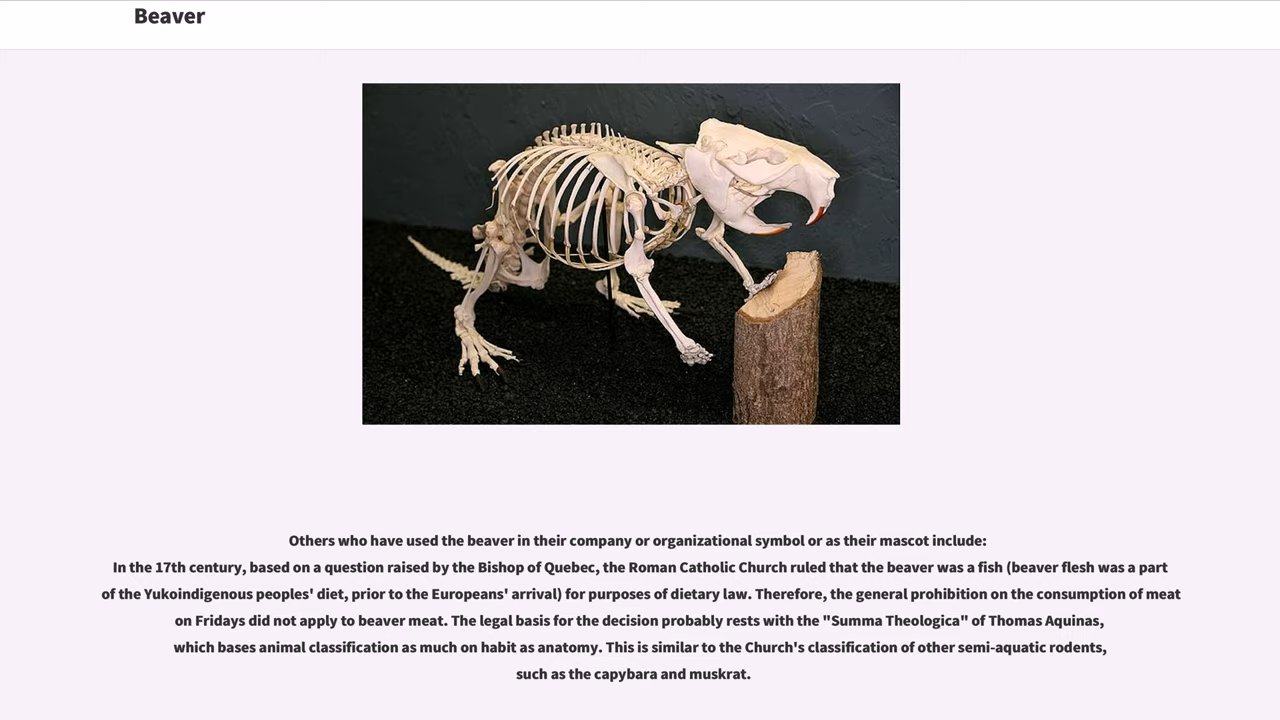 Beaver
Others who have used the beaver in their company or organizational symbol or as their mascot include:
In the 17th century, based on a question raised by the Bishop of Quebec, the Roman Catholic Church ruled that the beaver was a fish (beaver flesh was a part
of the Yukoindigenous peoples' diet, prior to the Europeans' arrival) for purposes of dietary law. Therefore, the general prohibition on the consumption of meat
on Fridays did not apply to beaver meat. The legal basis for the decision probably rests with the "Summa Theologica" of Thomas Aquinas,
which bases animal classification as much on habit as anatomy. This is similar to the Church's classification of other semi-aquatic rodents,
such as the capybara and muskrat.